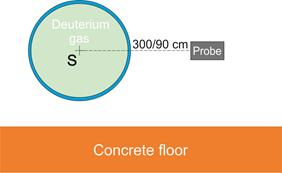 Deuterium
gas
S
300/90 cm
Probe
Concrete floor